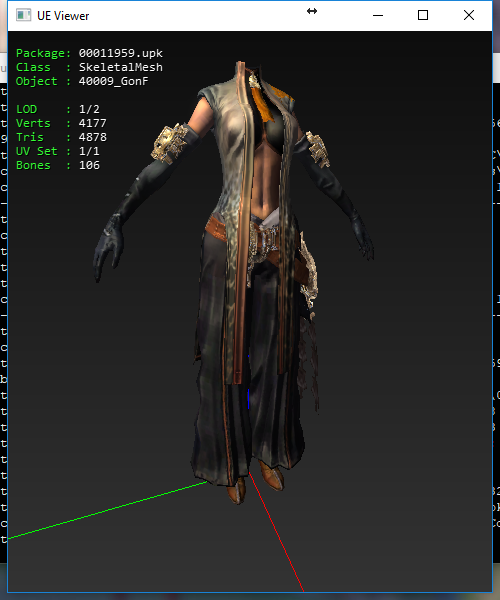 UE Viewer
Package: 00011959.upk
Class : SkeletalMesh
Object : 40009_GonF
LOD : 1/2
Verts : 4177
Tris : 4878
UV Set : 1/1
Bones : 106